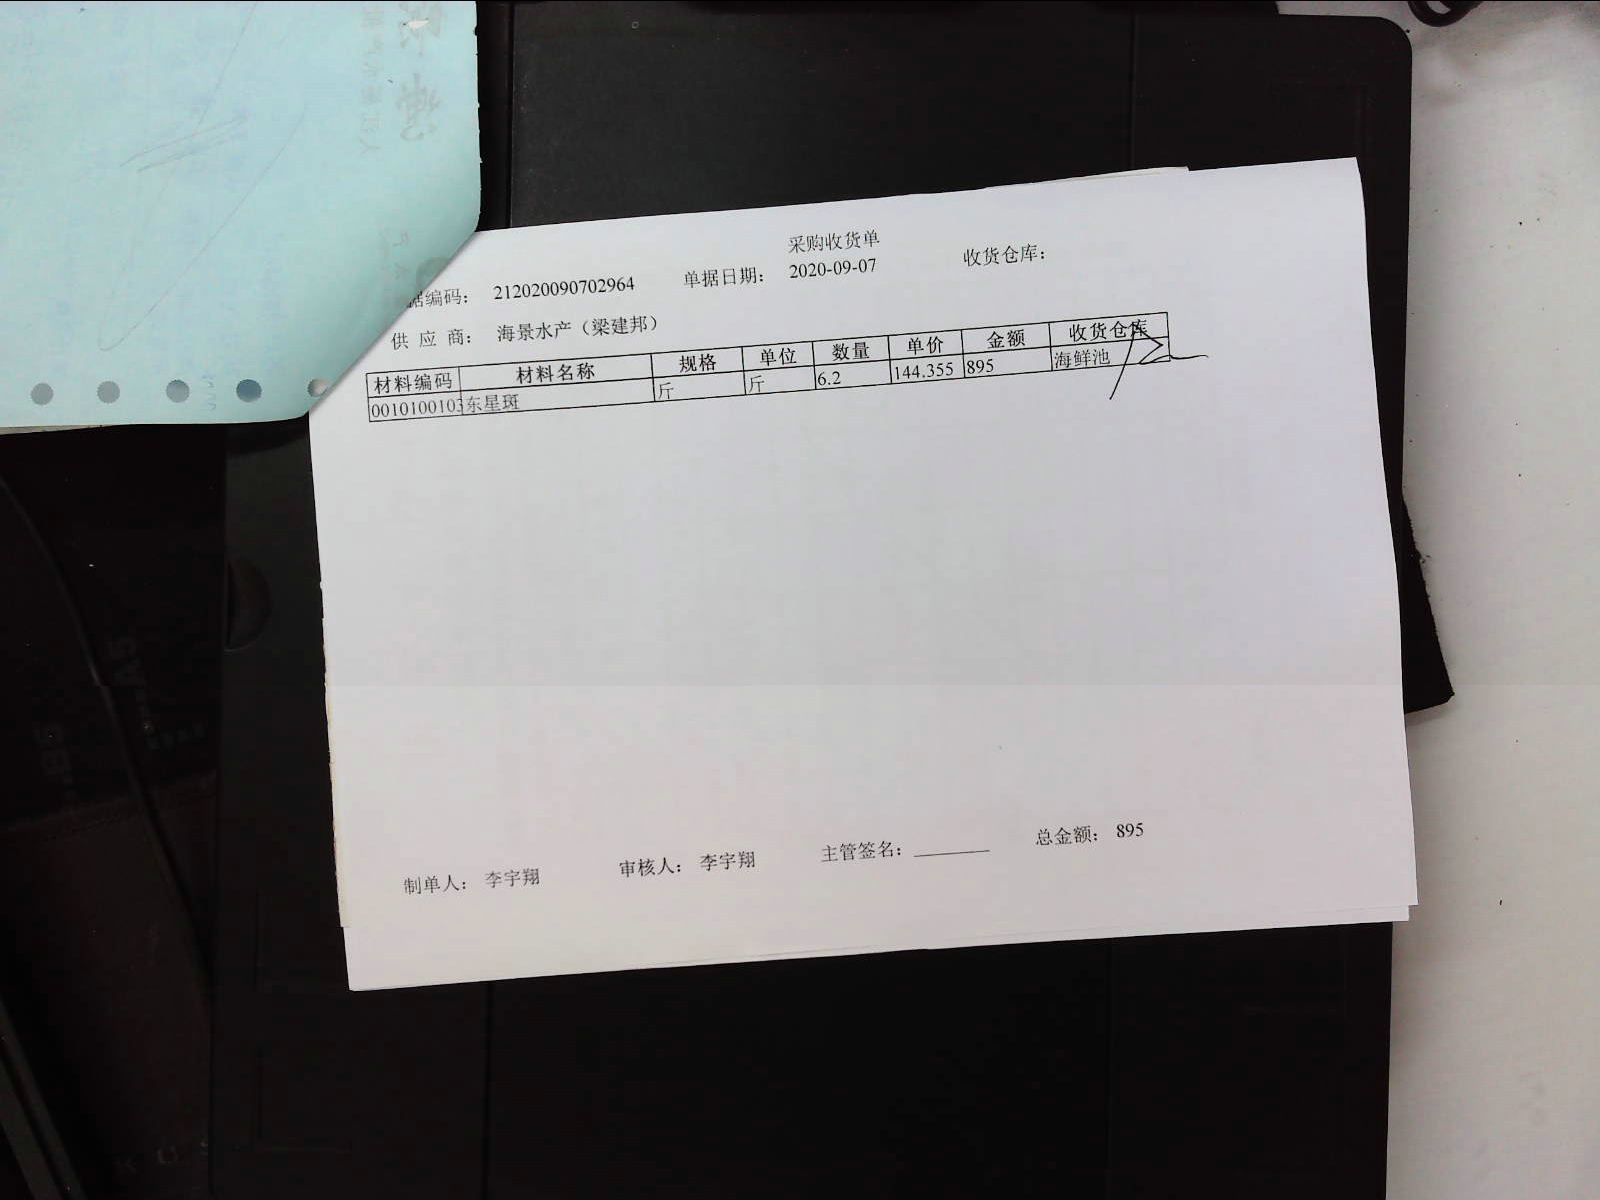 采购收货单
据编码： 212020090702964 单据日期： 2020-09-07 收货仓库：
供 应 商： 海景水产（梁建邦）
材料编码 材料名称 规格 单位 数量 单价 金额 收货仓库
0010100103 东星斑 斤 斤 6.2 144.355 895 海鲜池
制单人： 李宇翔 审核人： 李宇翔 主管签名： 总金额： 895